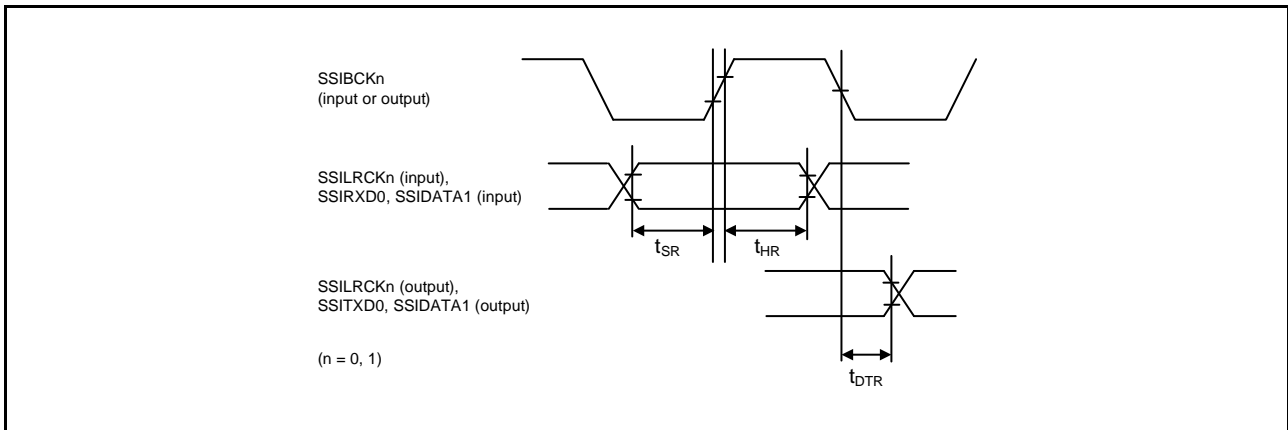 SSIBCKn
(input or output)
SSILRCKn (input),
SSIRXD0, SSIDATA1 (input)
tSR
tHR
SSILRCKn (output),
SSITXD0, SSIDATA1 (output)
(n = 0, 1)
tDTR